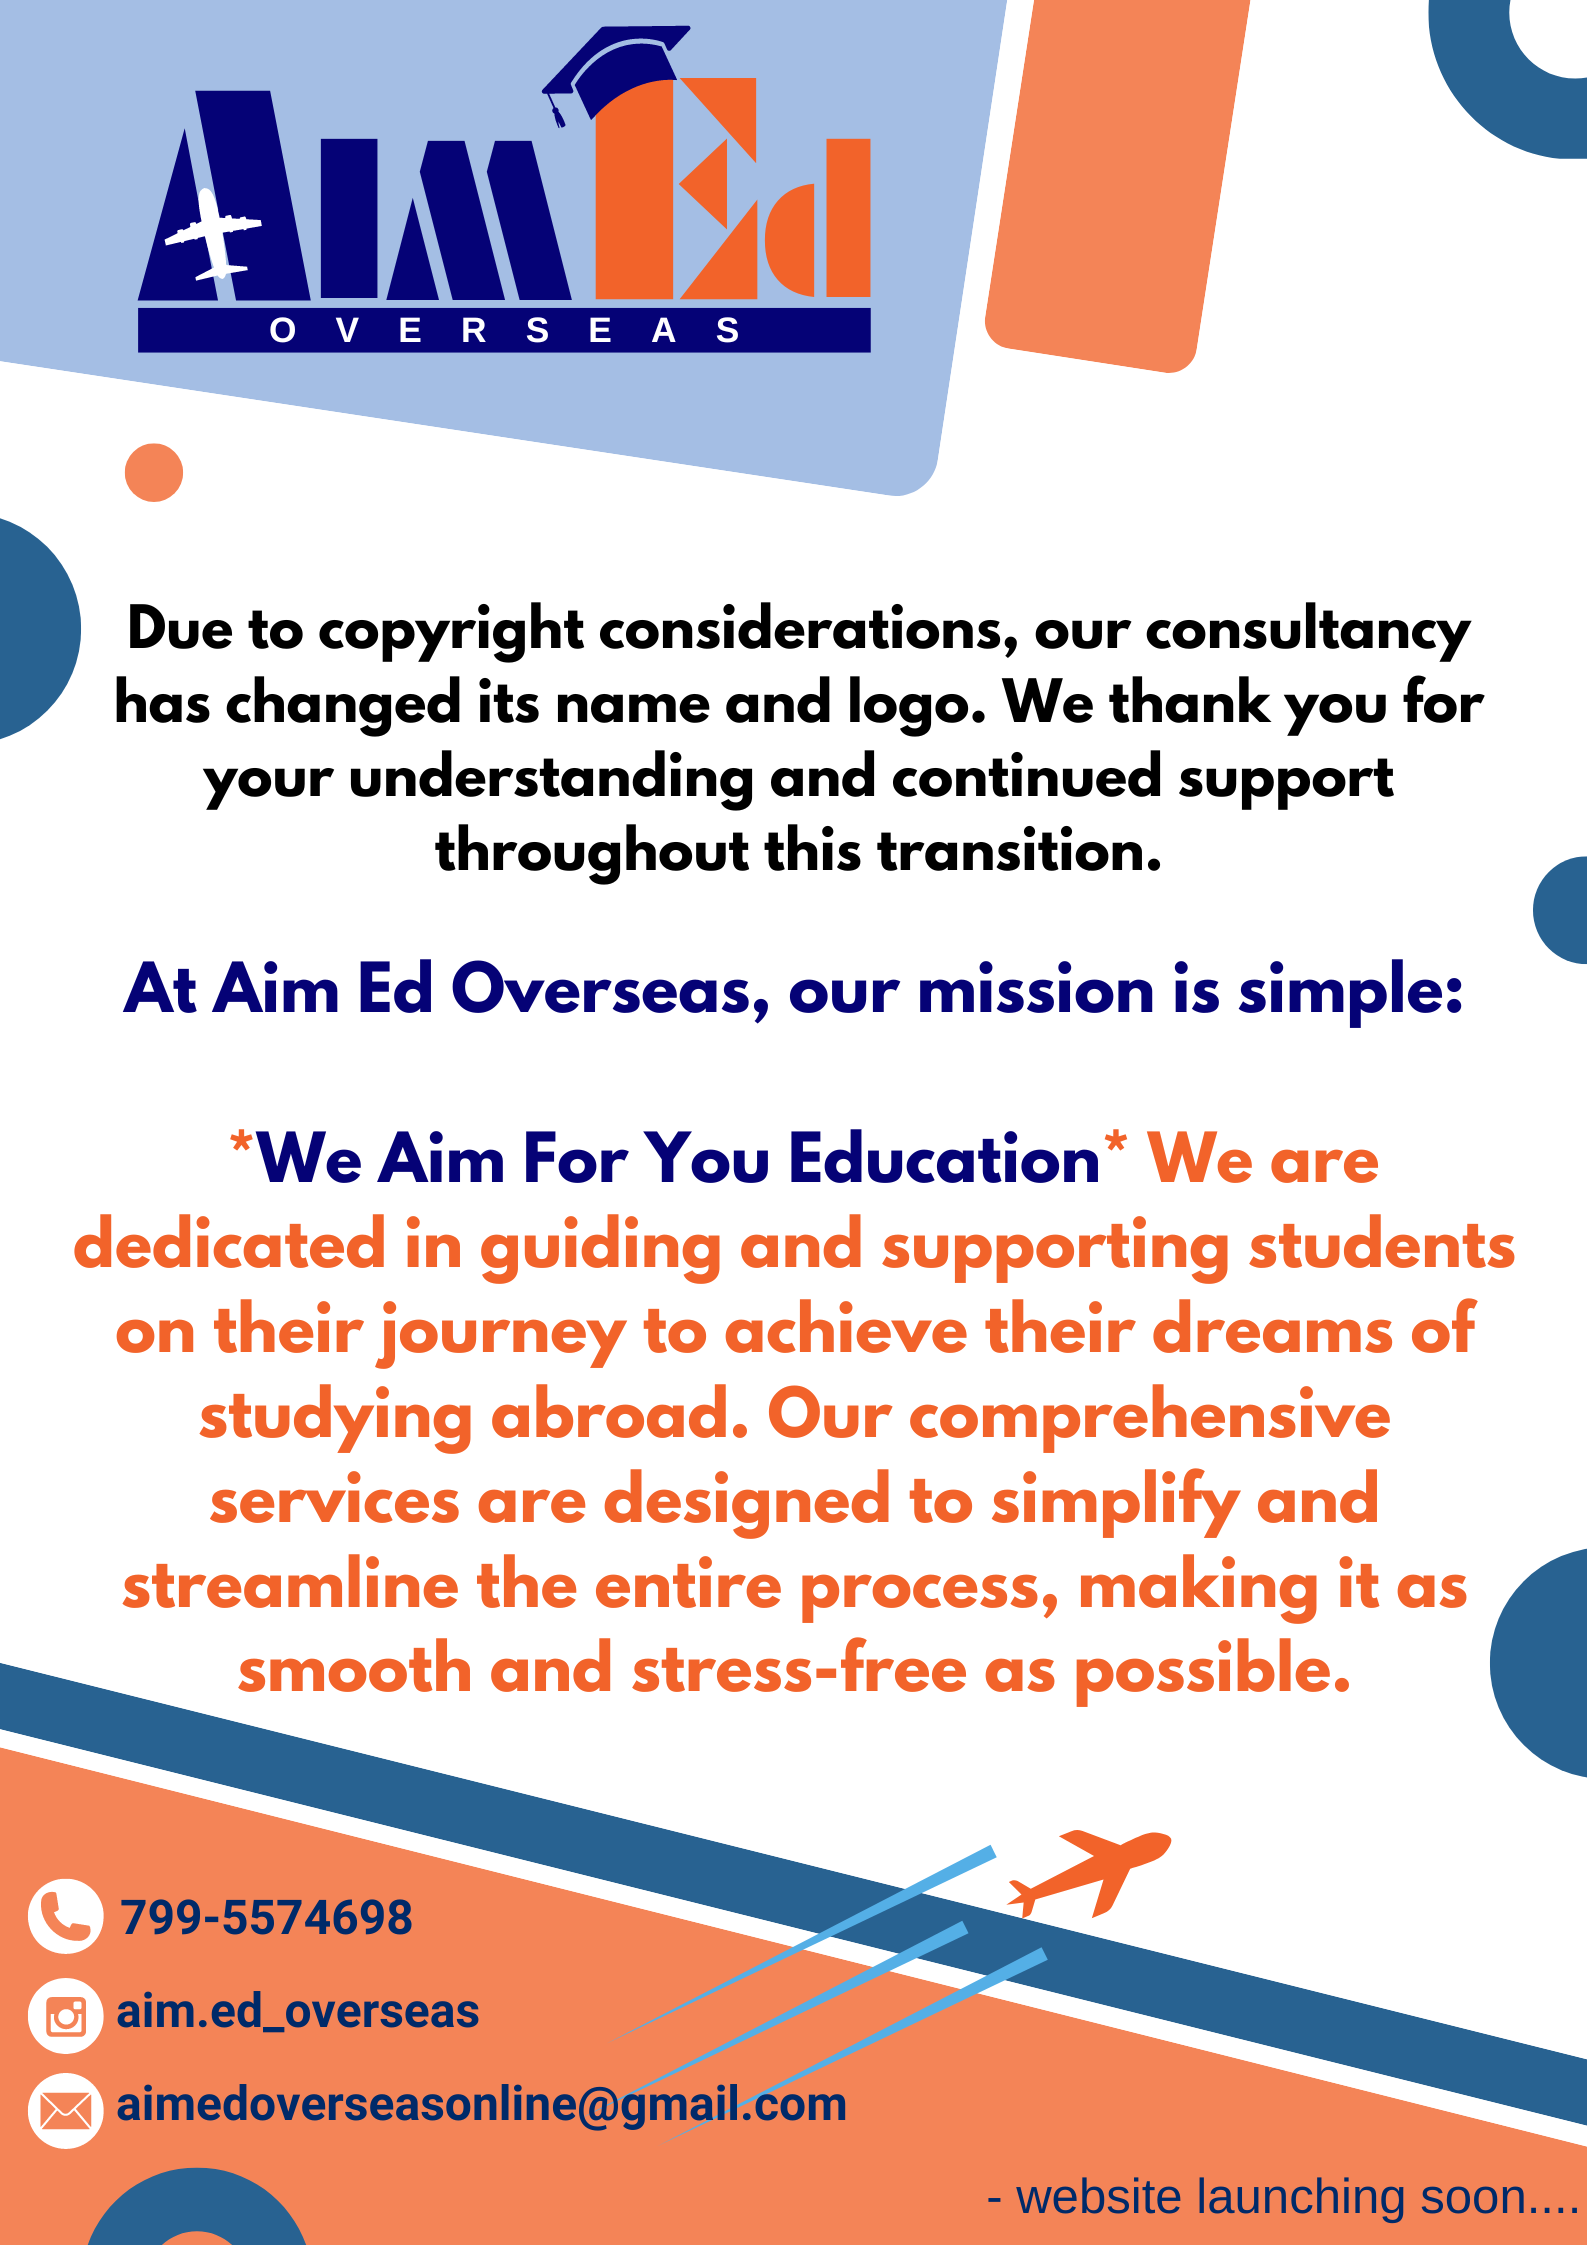 AimEd
OVERSEAS
Due to copyright considerations, our consultancy
has changed its name and logo. We thank you for
your understanding and continued support
throughout this transition.
At Aim Ed Overseas, our mission is simple:
*We Aim For You Education* We are
dedicated in guiding and supporting students
on their journey to achieve their dreams of
studying abroad. Our comprehensive
services are designed to simplify and
streamline the entire process, making it as
smooth and stress-free as possible.
799-5574698
aim.ed_overseas
aimedoverseasonline@gmail.com
- website launching soon....